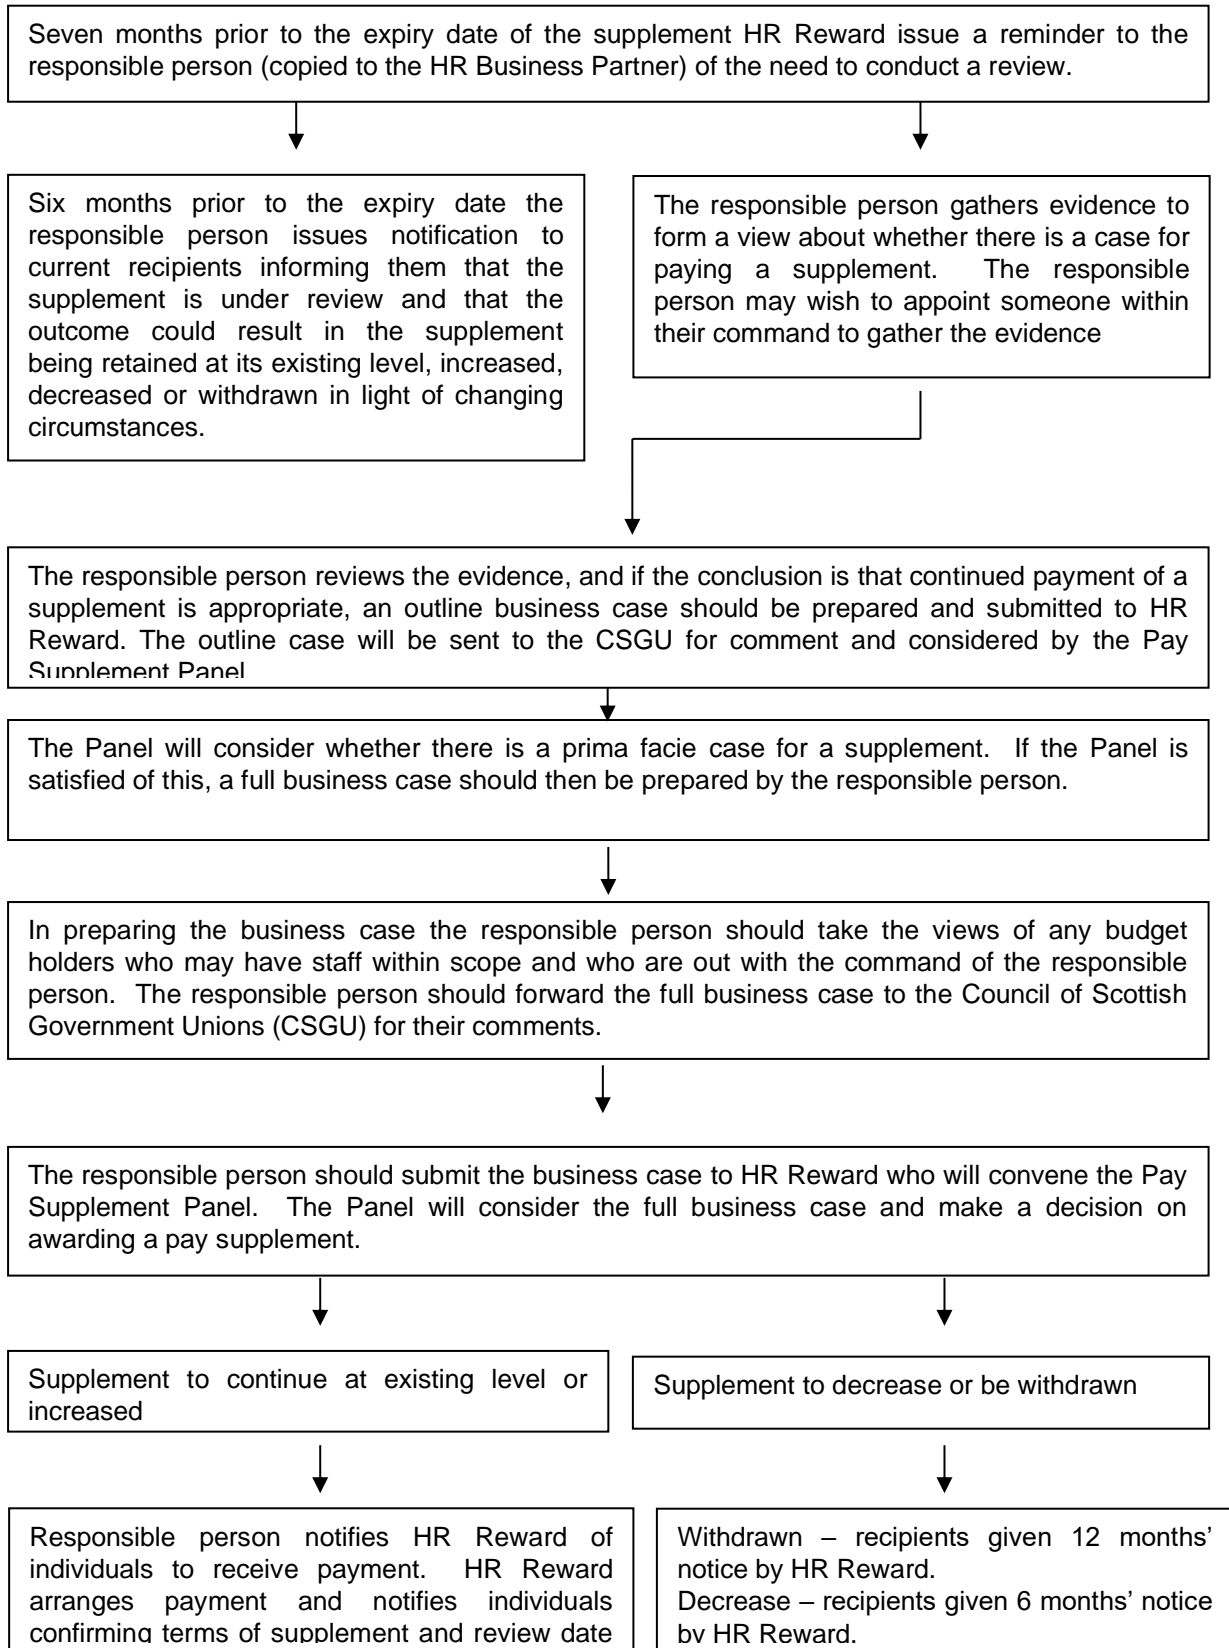 Seven months prior to the expiry date of the supplement HR Reward issue a reminder to the
responsible person (copied to the HR Business Partner) of the need to conduct a review.
Six months prior to the expiry date the
responsible person issues notification to
current recipients informing them that the
supplement is under review and that the
outcome could result in the supplement
being retained at its existing level, increased,
decreased or withdrawn in light of changing
circumstances.
The responsible person gathers evidence to
form a view about whether there is a case for
paying a supplement. The responsible
person may wish to appoint someone within
their command to gather the evidence
The responsible person reviews the evidence, and if the conclusion is that continued payment of a
supplement is appropriate, an outline business case should be prepared and submitted to HR
Reward. The outline case will be sent to the CSGU for comment and considered by the Pay
Supplement Panel
The Panel will consider whether there is a prima facie case for a supplement. If the Panel is
satisfied of this, a full business case should then be prepared by the responsible person.
In preparing the business case the responsible person should take the views of any budget
holders who may have staff within scope and who are out with the command of the responsible
person. The responsible person should forward the full business case to the Council of Scottish
Government Unions (CSGU) for their comments.
The responsible person should submit the business case to HR Reward who will convene the Pay
Supplement Panel. The Panel will consider the full business case and make a decision on
awarding a pay supplement.
Supplement to continue at existing level or
increased
Supplement to decrease or be withdrawn
Responsible person notifies HR Reward of
individuals to receive payment. HR Reward
arranges payment and notifies individuals
confirming terms of supplement and review date
Withdrawn – recipients given 12 months'
notice by HR Reward.
Decrease – recipients given 6 months' notice
by HR Reward.